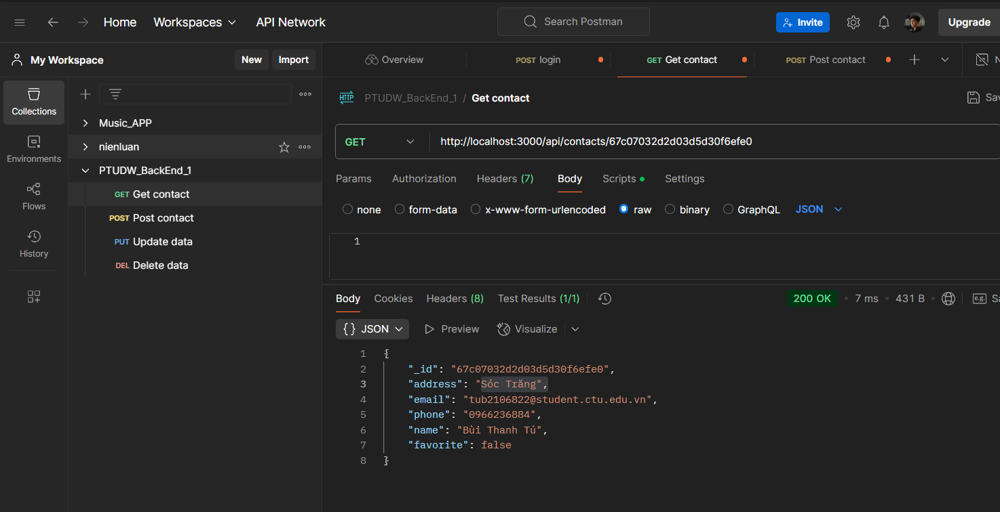 Home Workspaces API Network Search Postman Invite Upgrade
My Workspace New Import
Overview POST login GET Get contact POST Post contact N
Collections
Environments
Flows
History
Music_APP
nienluan
PTUDW_BackEnd_1
GET Get contact
POST Post contact
PUT Update data
DEL Delete data
HTTP PTUDW_BackEnd_1 / Get contact Sav
GET http://localhost:3000/api/contacts/67c07032d2d03d5d30f6efe0
Params Authorization Headers (7) Body Scripts Settings
none form-data x-www-form-urlencoded raw binary GraphQL JSON
1
Body Cookies Headers (8) Test Results (1/1) 200 OK • 7 ms • 431 B • e.g. Sa
{} JSON Preview Visualize
1 {
2 "_id": "67c07032d2d03d5d30f6efe0",
3 "address": "Sóc Trăng",
4 "email": "tub2106822@student.ctu.edu.vn",
5 "phone": "0966236884",
6 "name": "Bùi Thanh Tú",
7 "favorite": false
8 }